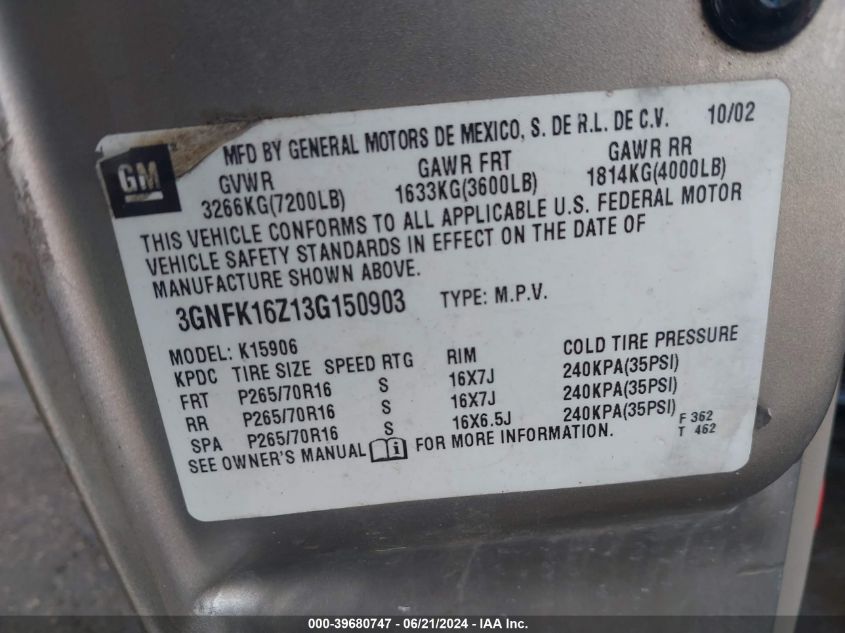 GM
MFD BY GENERAL MOTORS DE MEXICO, S. DE R.L. DE C.V. 10/02
GVWR GAWR FRT GAWR RR
3266KG(7200LB) 1633KG(3600LB) 1814KG(4000LB)
THIS VEHICLE CONFORMS TO ALL APPLICABLE U.S. FEDERAL MOTOR
VEHICLE SAFETY STANDARDS IN EFFECT ON THE DATE OF
MANUFACTURE SHOWN ABOVE.
3GNFK16Z13G150903 TYPE: M.P.V.
MODEL: K15906
KPDC TIRE SIZE SPEED RTG RIM COLD TIRE PRESSURE
FRT P265/70R16 S 16X7J 240KPA(35PSI)
RR P265/70R16 S 16X7J 240KPA(35PSI)
SPA P265/70R16 S 16X6.5J 240KPA(35PSI)
SEE OWNER'S MANUAL FOR MORE INFORMATION.
F 362
T 462
000-39680747 - 06/21/2024 - IAA Inc.